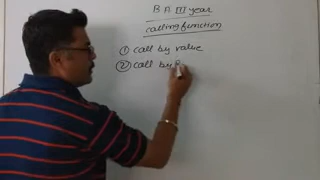 B A III year
calling function
① call by value
② call by